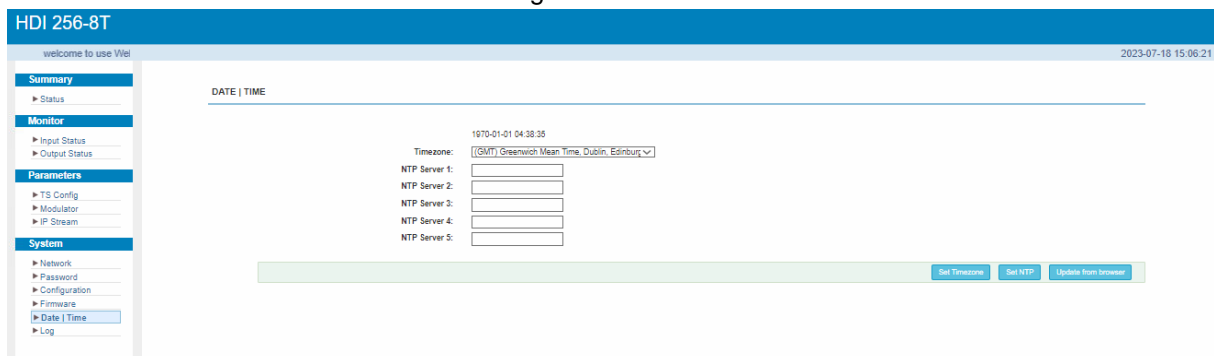 HDI 256-8T
welcome to use Wel
2023-07-18 15:06:21
Summary
Status
Monitor
Input Status
Output Status
Parameters
TS Config
Modulator
IP Stream
System
Network
Password
Configuration
Firmware
Date | Time
Log
DATE | TIME
1970-01-01 04:38:35
Timezone: (GMT) Greenwich Mean Time, Dublin, Edinburg
NTP Server 1:
NTP Server 2:
NTP Server 3:
NTP Server 4:
NTP Server 5:
Set Timezone Set NTP Update from browser